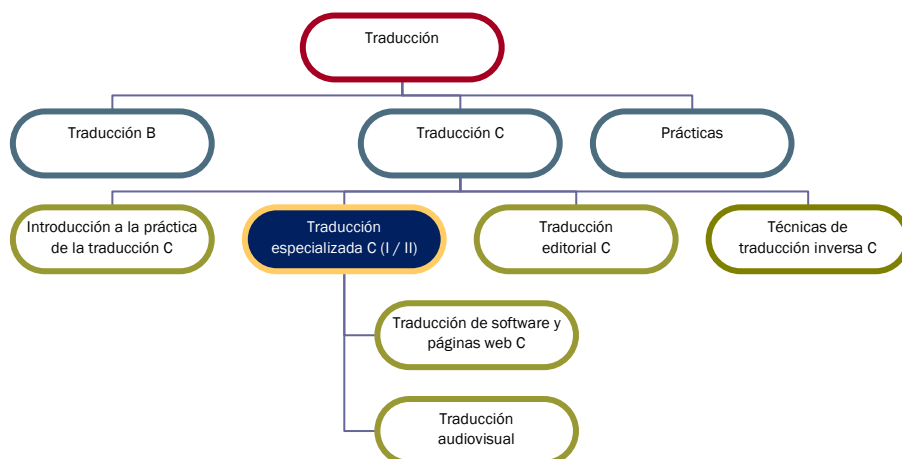 Traducción
Traducción B
Traducción C
Prácticas
Introducción a la práctica
de la traducción C
Traducción
especializada C (I / II)
Traducción
editorial C
Técnicas de
traducción inversa C
Traducción de software y
páginas web C
Traducción
audiovisual